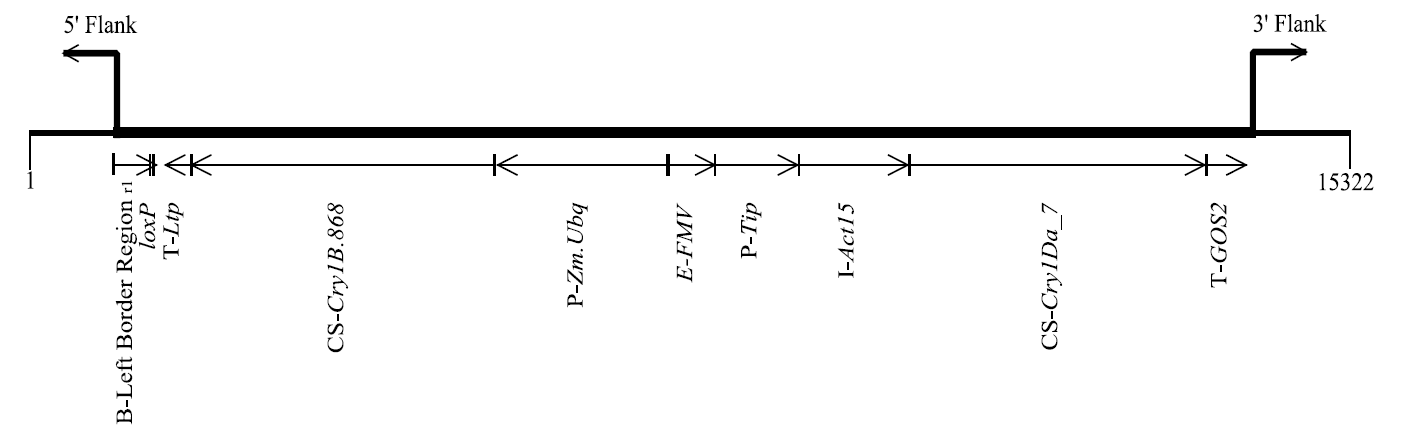 5' Flank
3' Flank
1
15322
B-Left Border Region r1
loxP
T-Ltp
CS-Cry1B.868
P-Zm.Ubq
E-FMV
P-Tip
I-Act15
CS-Cry1Da_7
T-GOS2